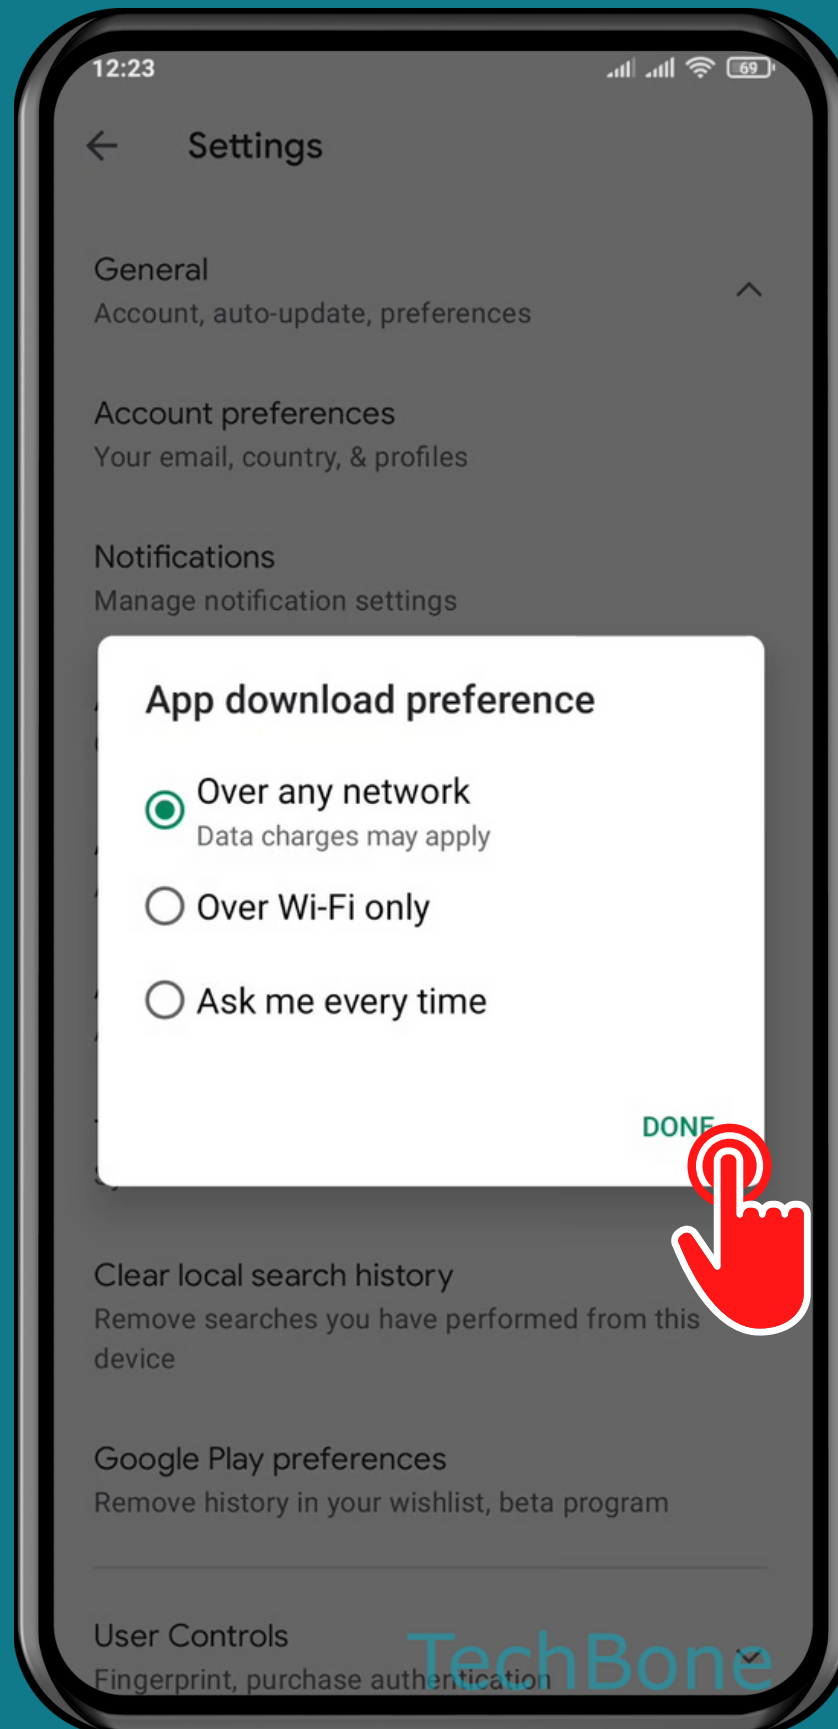 12:23
69
Settings
General
Account, auto-update, preferences
Account preferences
Your email, country, & profiles
Notifications
Manage notification settings
App download preference
Over any network
Data charges may apply
Over Wi-Fi only
Ask me every time
DONE
Clear local search history
Remove searches you have performed from this
device
Google Play preferences
Remove history in your wishlist, beta program
User Controls
Fingerprint, purchase authentication
TechBone